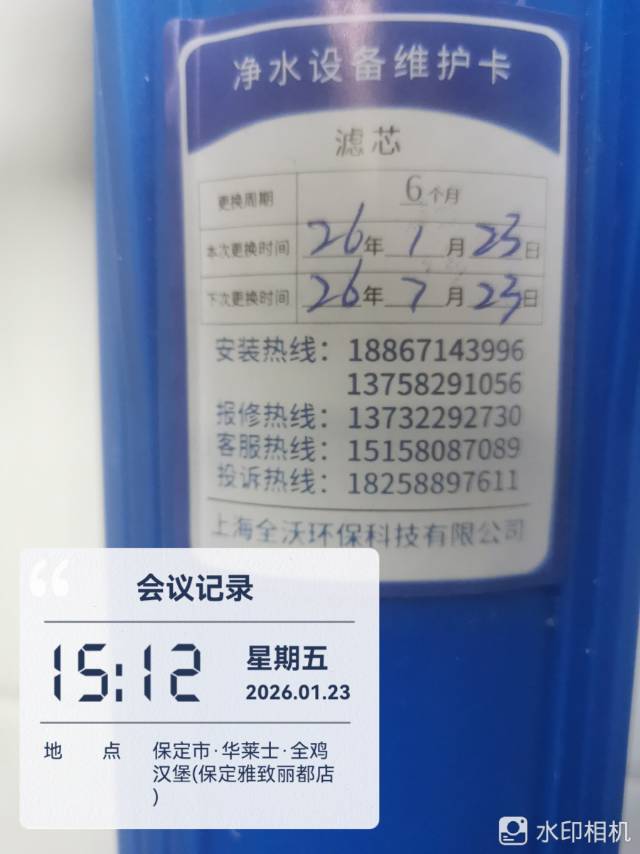 净水设备维护卡
滤芯
更换周期 6个月
本次更换时间 26年1月23日
下次更换时间 26年7月23日
安装热线：18867143996
13758291056
报修热线：13732292730
客服热线：15158087089
投诉热线：18258897611
上海全沃环保科技有限公司
会议记录
15:12 星期五
2026.01.23
地 点 保定市·华莱士·全鸡
汉堡(保定雅致丽都店
)
水印相机